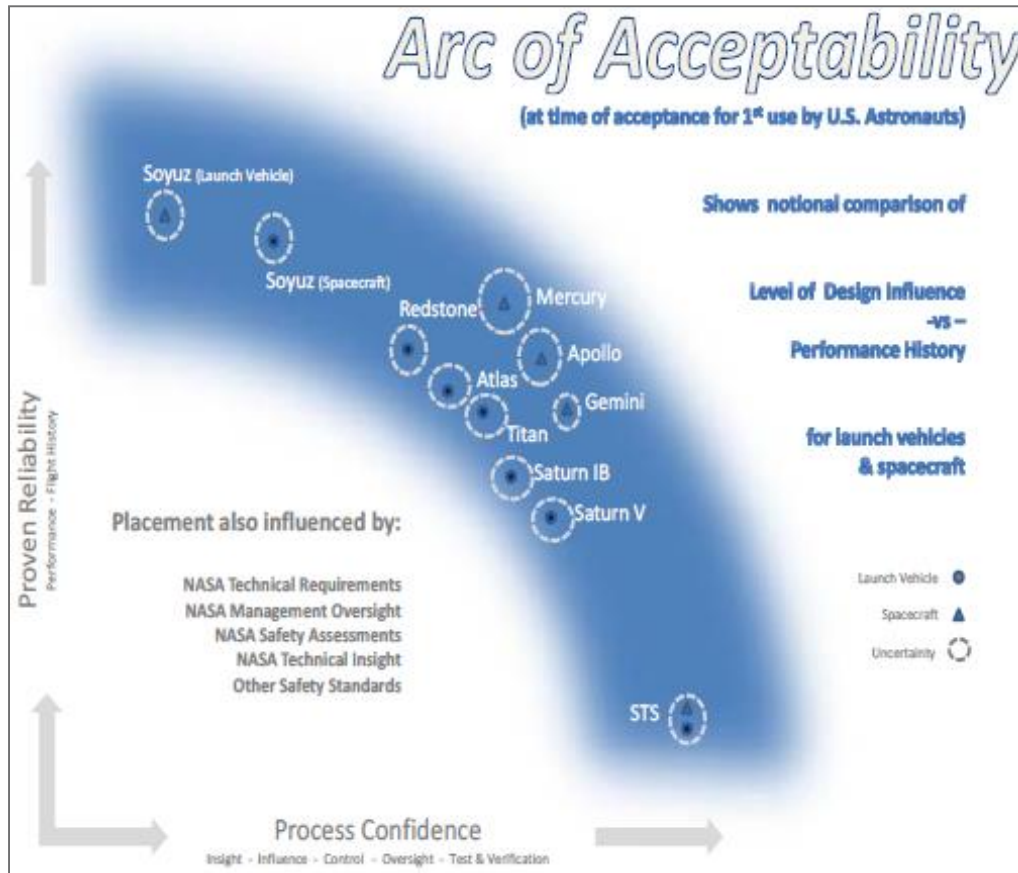 Arc of Acceptability
(at time of acceptance for 1st use by U.S. Astronauts)
Soyuz (Launch Vehicle)
Shows notional comparison of
Soyuz (Spacecraft)
Mercury
Redstone
Level of Design Influence
-vs –
Performance History
Apollo
Atlas
Gemini
Titan
for launch vehicles
& spacecraft
Saturn IB
Saturn V
Proven Reliability
Performance - Flight History
Placement also influenced by:
NASA Technical Requirements
NASA Management Oversight
NASA Safety Assessments
NASA Technical Insight
Other Safety Standards
Launch Vehicle
Spacecraft
Uncertainity
STS
Process Confidence
Insight - Influence - Control - Oversight - Test & Verification